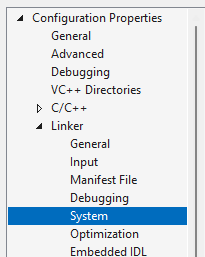 Configuration Properties
General
Advanced
Debugging
VC++ Directories
C/C++
Linker
General
Input
Manifest File
Debugging
System
Optimization
Embedded IDL